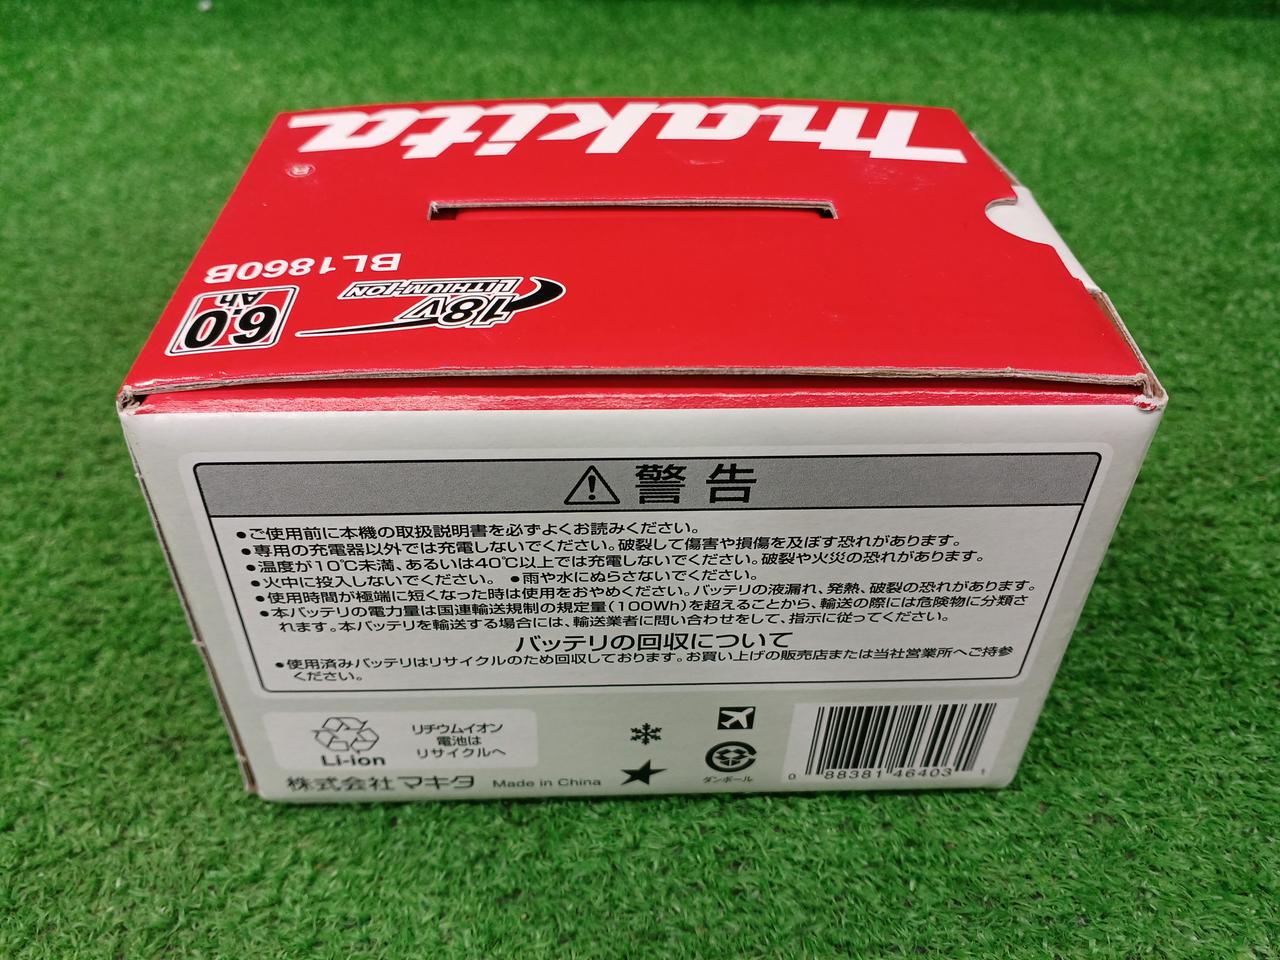 makita
®
BL1860B
18V
LITHIUM-ION
6.0
Ah
警告
●ご使用前に本機の取扱説明書を必ずよくお読みください。
●専用の充電器以外では充電しないでください。破裂して傷害や損傷を及ぼす恐れがあります。
●温度が10℃未満、あるいは40℃以上では充電しないでください。破裂や火災の恐れがあります。
●火中に投入しないでください。 ●雨や水にぬらさないでください。
●使用時間が極端に短くなった時は使用をおやめください。バッテリの液漏れ、発熱、破裂の恐れがあります。
●本バッテリの電力量は国連輸送規制の規定量(100Wh)を超えることから、輸送の際には危険物に分類さ
れます。本バッテリを輸送する場合には、輸送業者に問い合わせをして、指示に従ってください。
バッテリの回収について
●使用済みバッテリはリサイクルのため回収しております。お買い上げの販売店または当社営業所へご持参
ください。
Li-ion
リチウムイオン
電池は
リサイクルへ
株式会社 マキタ Made in China
ダンボール
0 88381 46403 1